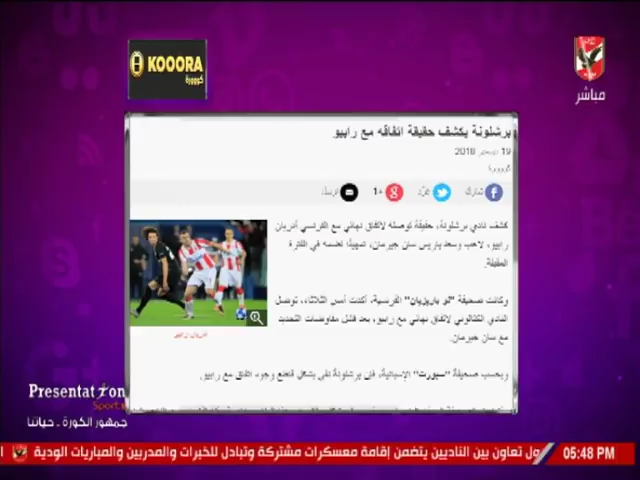 KOOORA
كووورة
مباشر
برشلونة يكشف حقيقة اتفاقه مع رابيو
19 ديسمبر 2018
كووورة
شارك
غرّد
+1
أرسل
كشف نادي برشلونة، حقيقة توصله لاتفاق نهائي مع الفرنسي أدريان
رابيو، لاعب وسط باريس سان جيرمان، تمهيدًا لضمه في الفترة
المقبلة.
وكانت صحيفة "لو باريزيان" الفرنسية، أكدت أمس الثلاثاء، توصل
النادي الكتالوني لاتفاق نهائي مع رابيو، بعد فشل مفاوضات التجديد
مع سان جيرمان.
وبحسب صحيفة "سبورت" الإسبانية، فإن برشلونة نفى بشكل قاطع وجود اتفاق مع رابيو.
أدريان رابيو
Presentation
Sports
جمهور الكورة .. حياتنا
ول تعاون بين الناديين يتضمن إقامة معسكرات مشتركة وتبادل للخبرات والمدربين والمباريات الودية
05:48 PM